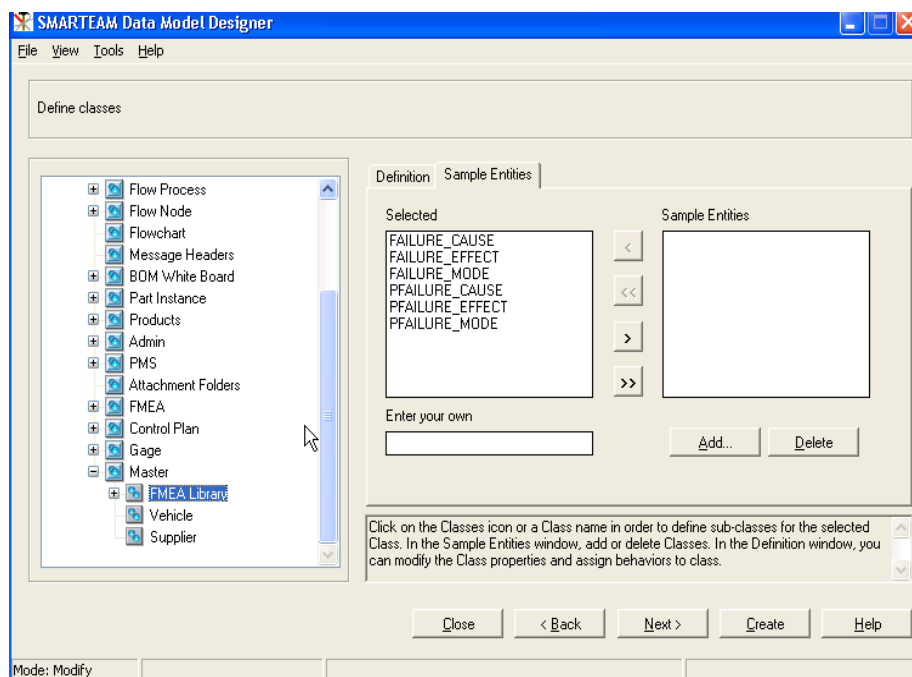 SMARTEAM Data Model Designer
File View Tools Help
Define classes
Flow Process
Flow Node
Flowchart
Message Headers
BOM White Board
Part Instance
Products
Admin
PMS
Attachment Folders
FMEA
Control Plan
Gage
Master
FMEA Library
Vehicle
Supplier
Definition Sample Entities
Selected
FAILURE_CAUSE
FAILURE_EFFECT
FAILURE_MODE
PFAILURE_CAUSE
PFAILURE_EFFECT
PFAILURE_MODE
<
<<
>
>>
Sample Entities
Enter your own
Add... Delete
Click on the Classes icon or a Class name in order to define sub-classes for the selected
Class. In the Sample Entities window, add or delete Classes. In the Definition window, you
can modify the Class properties and assign behaviors to class.
Close < Back Next > Create Help
Mode: Modify